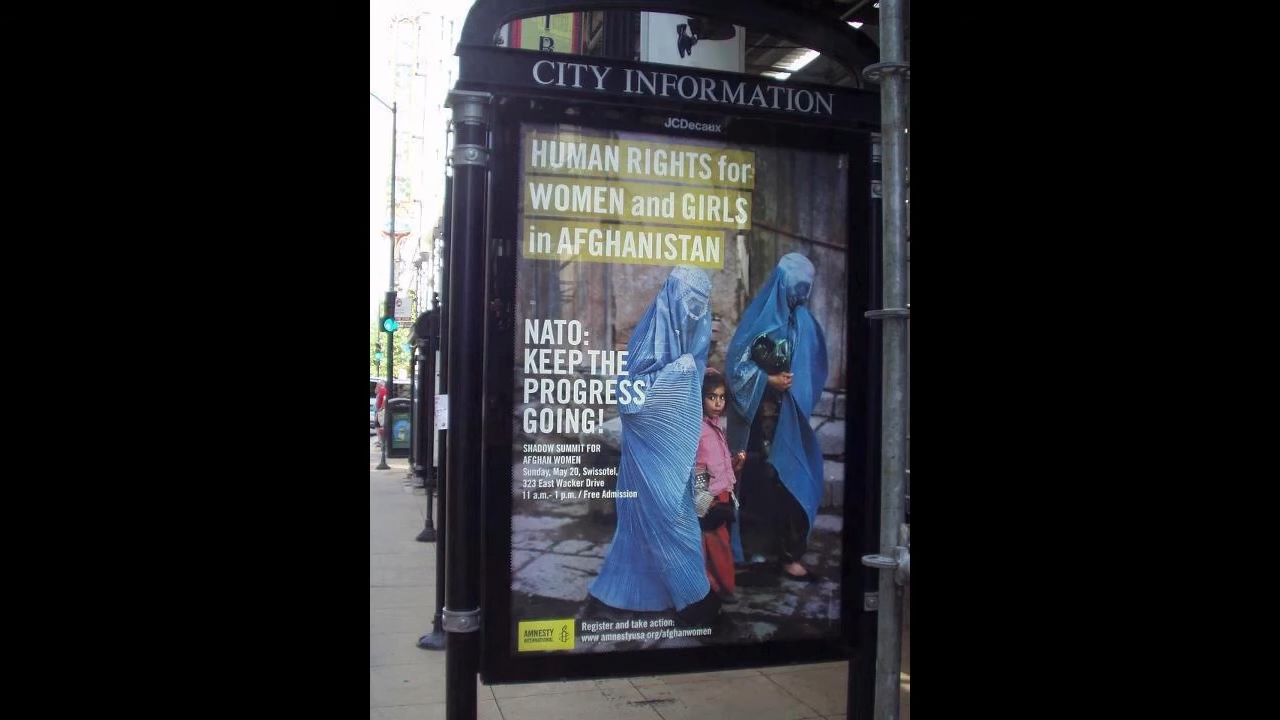 CITY INFORMATION
JCDecaux
HUMAN RIGHTS for
WOMEN and GIRLS
in AFGHANISTAN
NATO:
KEEP THE
PROGRESS
GOING!
SHADOW SUMMIT FOR
AFGHAN WOMEN
Sunday, May 20, Swissotel,
323 East Wacker Drive
11 a.m.- 1 p.m. / Free Admission
AMNESTY
INTERNATIONAL
Register and take action:
www.amnestyusa.org/afghanwomen